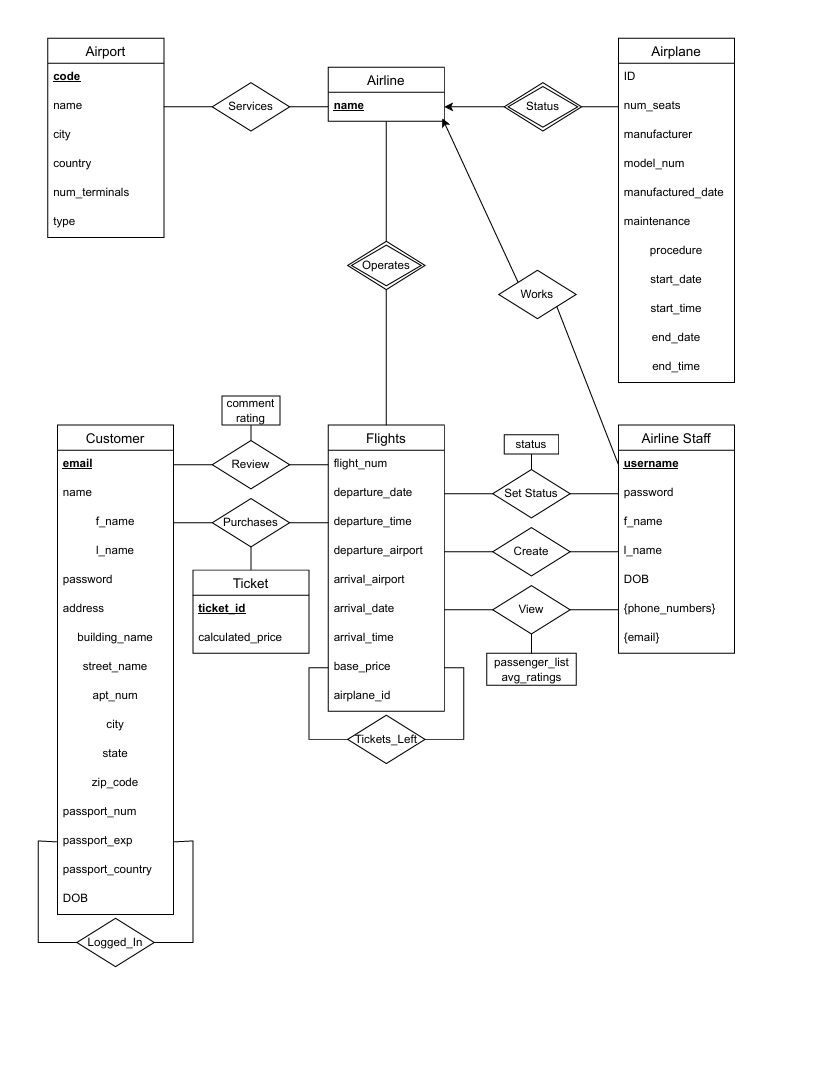 Airport
code
name
city
country
num_terminals
type
Services
Airline
name
Status
Airplane
ID
num_seats
manufacturer
model_num
manufactured_date
maintenance
procedure
start_date
start_time
end_date
end_time
Operates
Works
Customer
email
name
f_name
l_name
password
address
building_name
street_name
apt_num
city
state
zip_code
passport_num
passport_exp
passport_country
DOB
Logged_In
comment
rating
Review
Purchases
Ticket
ticket_id
calculated_price
Flights
flight_num
departure_date
departure_time
departure_airport
arrival_airport
arrival_date
arrival_time
base_price
airplane_id
Tickets_Left
status
Set Status
Create
View
passenger_list
avg_ratings
Airline Staff
username
password
f_name
l_name
DOB
{phone_numbers}
{email}